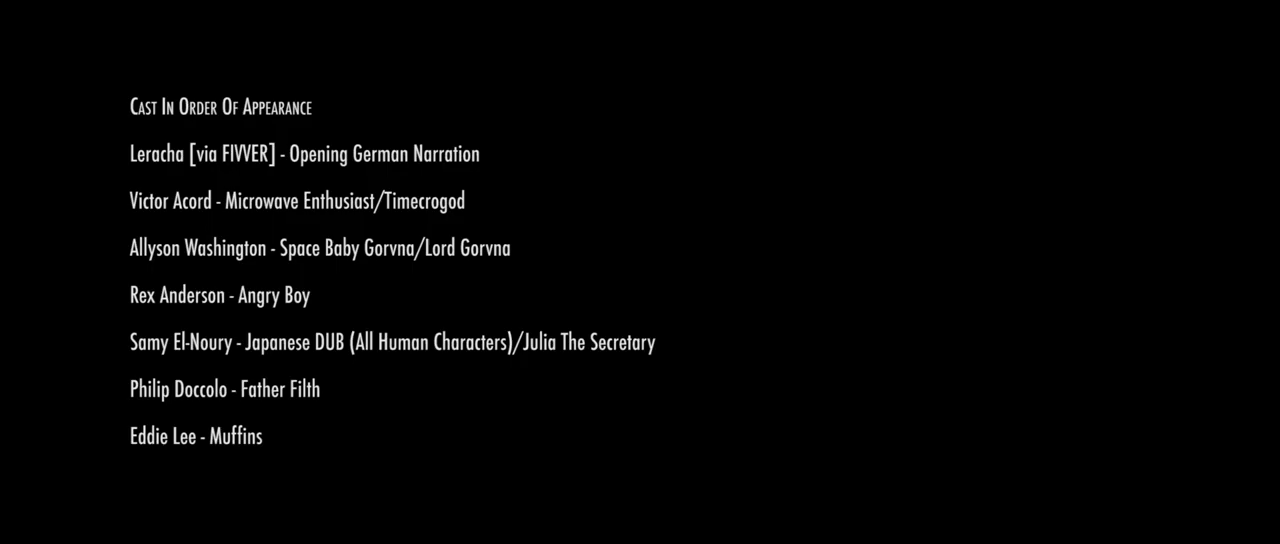 Cast In Order Of Appearance
Leracha [via FIVVER] - Opening German Narration
Victor Acord - Microwave Enthusiast/Timecrogod
Allyson Washington - Space Baby Gorvna/Lord Gorvna
Rex Anderson - Angry Boy
Samy El-Noury - Japanese DUB (All Human Characters)/Julia The Secretary
Philip Doccolo - Father Filth
Eddie Lee - Muffins